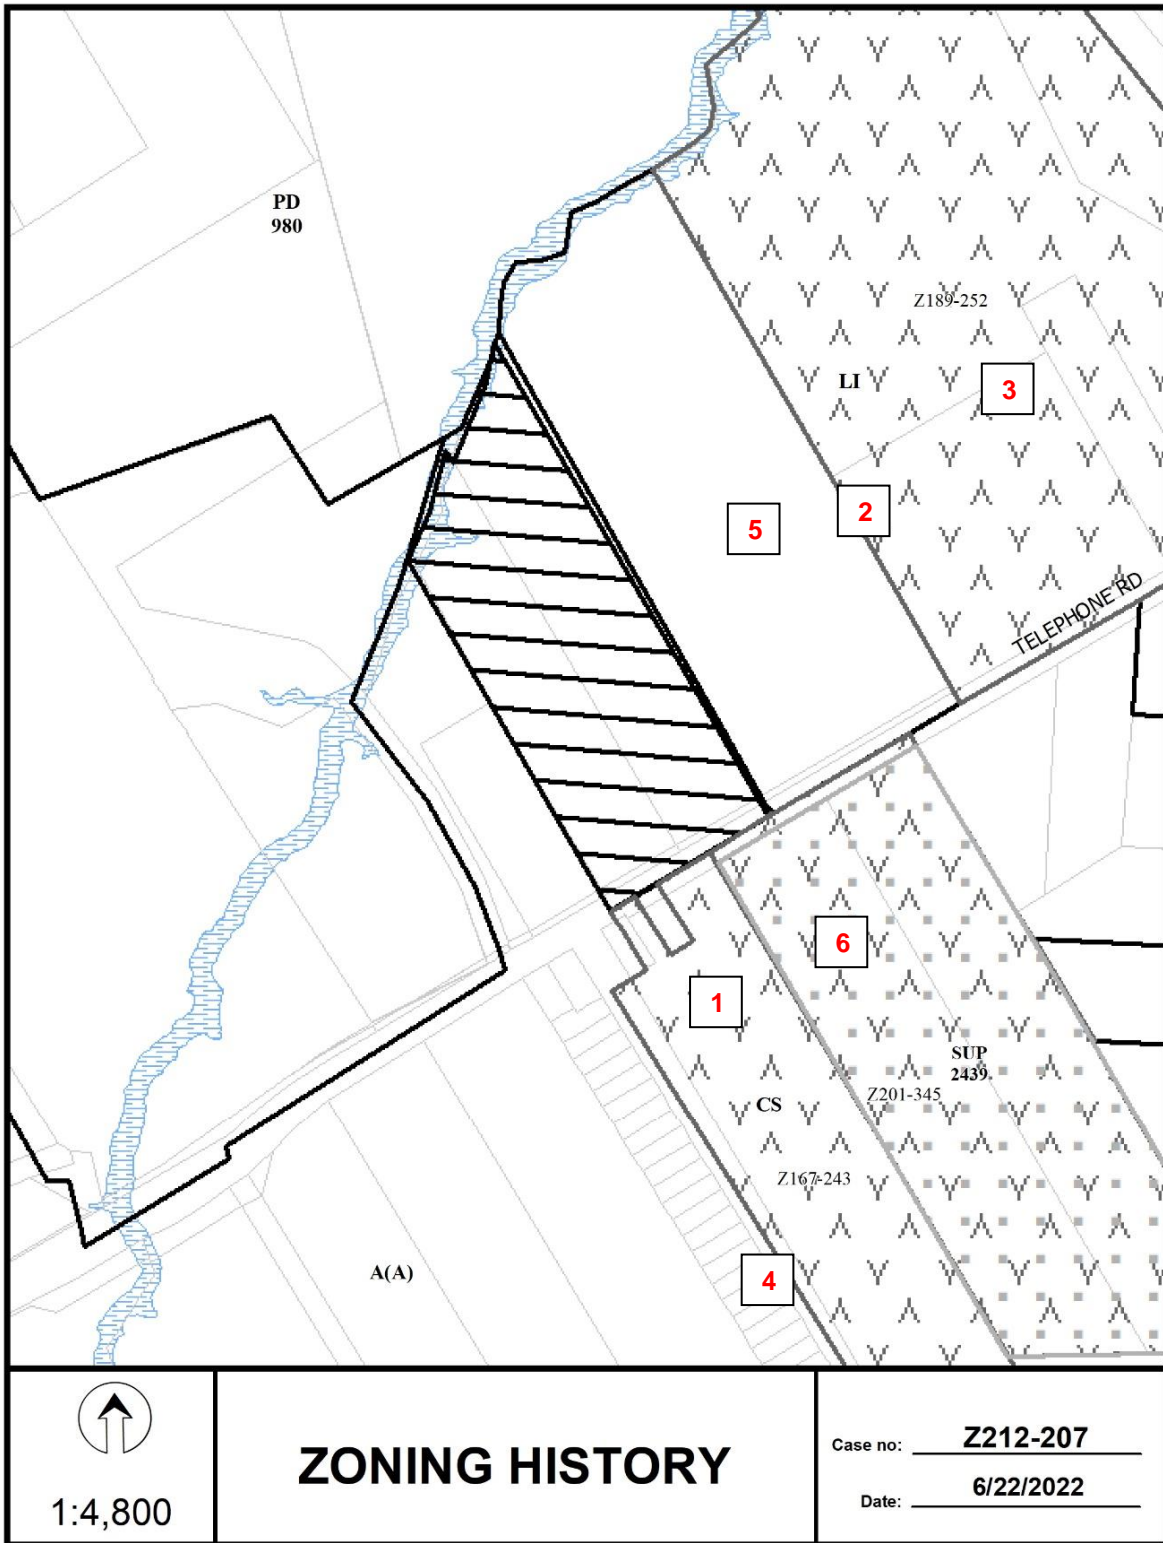 PD
980
Z189-252
LI
3
2
5
TELEPHONE RD
6
1
SUP
2439
Z201-345
CS
Z167-243
A(A)
4
1:4,800
ZONING HISTORY
Case no: Z212-207
Date: 6/22/2022